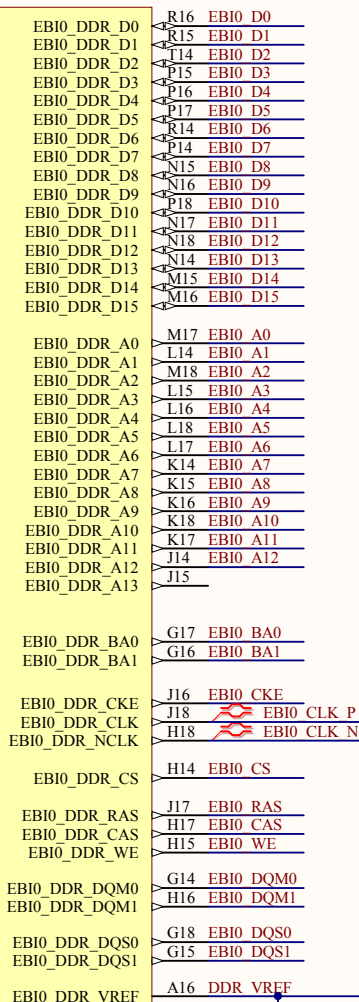 EBI0_DDR_D0 R16 EBI0_D0
EBI0_DDR_D1 R15 EBI0_D1
EBI0_DDR_D2 T14 EBI0_D2
EBI0_DDR_D3 P15 EBI0_D3
EBI0_DDR_D4 P16 EBI0_D4
EBI0_DDR_D5 P17 EBI0_D5
EBI0_DDR_D6 R14 EBI0_D6
EBI0_DDR_D7 P14 EBI0_D7
EBI0_DDR_D8 N15 EBI0_D8
EBI0_DDR_D9 N16 EBI0_D9
EBI0_DDR_D10 P18 EBI0_D10
EBI0_DDR_D11 N17 EBI0_D11
EBI0_DDR_D12 N18 EBI0_D12
EBI0_DDR_D13 N14 EBI0_D13
EBI0_DDR_D14 M15 EBI0_D14
EBI0_DDR_D15 M16 EBI0_D15
EBI0_DDR_A0 M17 EBI0_A0
EBI0_DDR_A1 L14 EBI0_A1
EBI0_DDR_A2 M18 EBI0_A2
EBI0_DDR_A3 L15 EBI0_A3
EBI0_DDR_A4 L16 EBI0_A4
EBI0_DDR_A5 L18 EBI0_A5
EBI0_DDR_A6 L17 EBI0_A6
EBI0_DDR_A7 K14 EBI0_A7
EBI0_DDR_A8 K15 EBI0_A8
EBI0_DDR_A9 K16 EBI0_A9
EBI0_DDR_A10 K18 EBI0_A10
EBI0_DDR_A11 K17 EBI0_A11
EBI0_DDR_A12 J14 EBI0_A12
EBI0_DDR_A13 J15
EBI0_DDR_BA0 G17 EBI0_BA0
EBI0_DDR_BA1 G16 EBI0_BA1
EBI0_DDR_CKE J16 EBI0_CKE
EBI0_DDR_CLK J18 EBI0_CLK_P
EBI0_DDR_NCLK H18 EBI0_CLK_N
EBI0_DDR_CS H14 EBI0_CS
EBI0_DDR_RAS J17 EBI0_RAS
EBI0_DDR_CAS H17 EBI0_CAS
EBI0_DDR_WE H15 EBI0_WE
EBI0_DDR_DQM0 G14 EBI0_DQM0
EBI0_DDR_DQM1 H16 EBI0_DQM1
EBI0_DDR_DQS0 G18 EBI0_DQS0
EBI0_DDR_DQS1 G15 EBI0_DQS1
EBI0_DDR_VREF A16 DDR_VREF